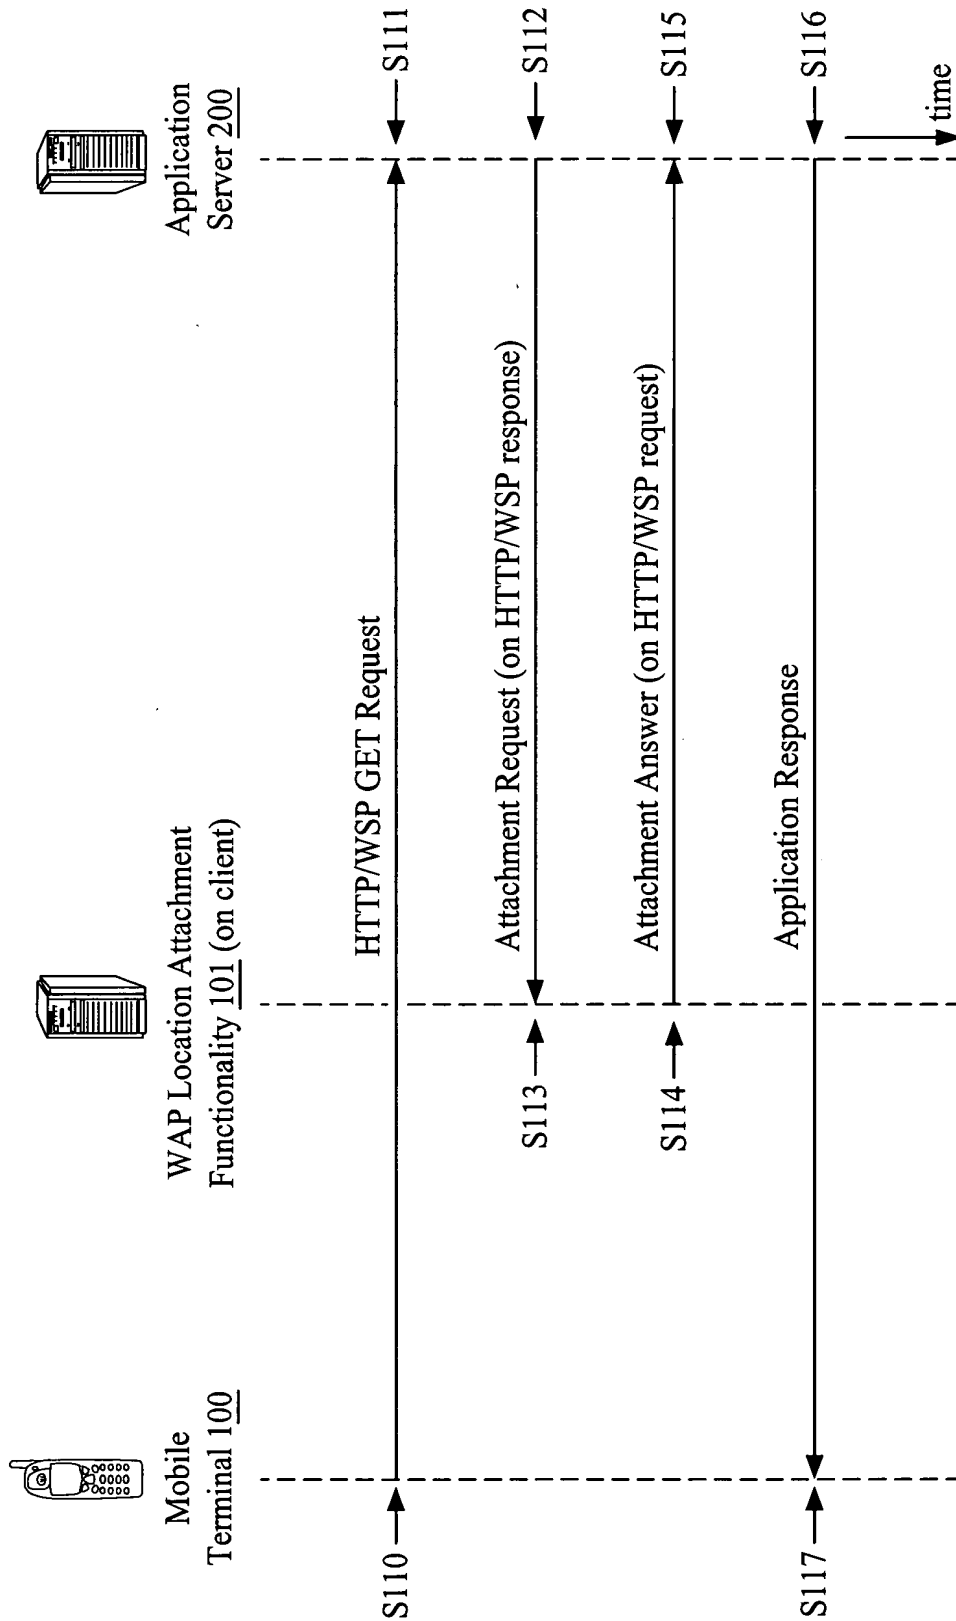 Mobile
Terminal 100
WAP Location Attachment
Functionality 101 (on client)
Application
Server 200
S110
HTTP/WSP GET Request
S111
Attachment Request (on HTTP/WSP response)
S112
S113
Attachment Answer (on HTTP/WSP request)
S115
S114
Application Response
S116
S117
time